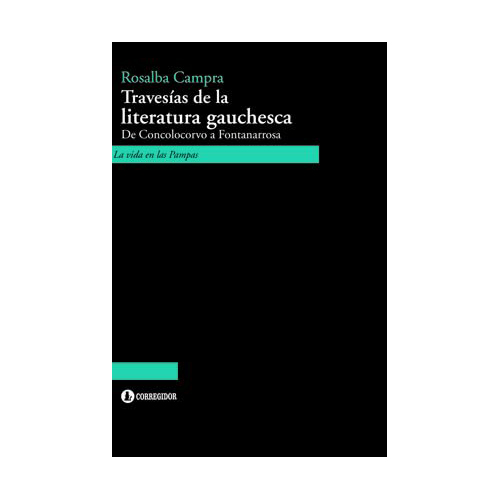 Rosalba Campra
Travesías de la
literatura gauchesca
De Concolocorvo a Fontanarrosa
La vida en las Pampas
CORREGIDOR